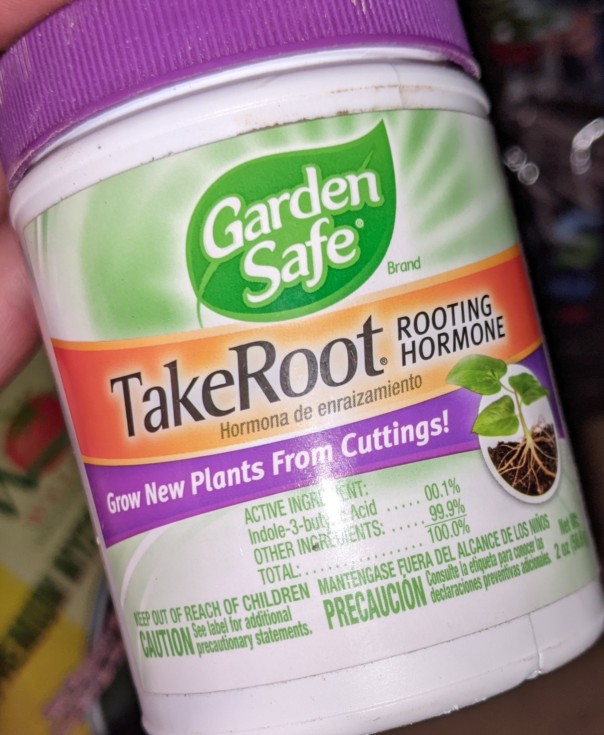 Garden
Safe®
Brand
TakeRoot® ROOTING
HORMONE
Hormona de enraizamiento
Grow New Plants From Cuttings!
ACTIVE INGREDIENT:
Indole-3-butyric Acid ...... 00.1%
OTHER INGREDIENTS: ...... 99.9%
TOTAL: .................. 100.0%
KEEP OUT OF REACH OF CHILDREN
CAUTION See label for additional
precautionary statements.
MANTENGASE FUERA DEL ALCANCE DE LOS NIÑOS
PRECAUCIÓN Consulte la etiqueta para conocer las
declaraciones preventivas adicionales.
2 oz